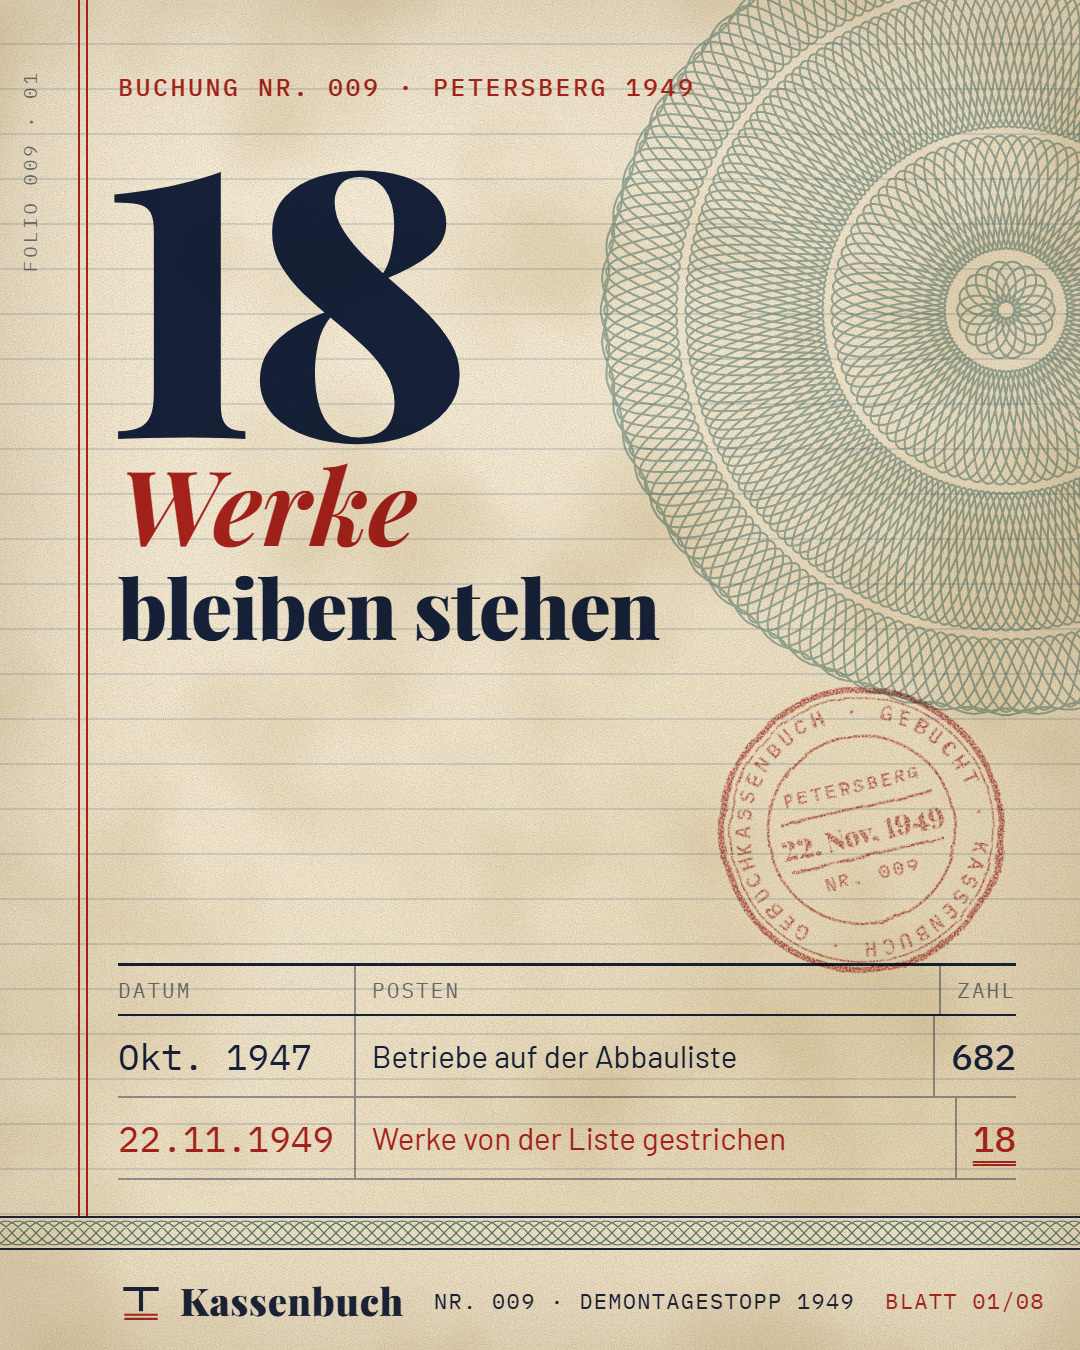 FOLIO 009 · 01
BUCHUNG NR. 009 · PETERSBERG 1949
18
Werke
bleiben stehen
KASSENBUCH · GEBUCHT · KASSENBUCH · GEBUCH
PETERSBERG
22. Nov. 1949
NR. 009
DATUM POSTEN ZAHL
Okt. 1947 Betriebe auf der Abbauliste 682
22.11.1949 Werke von der Liste gestrichen 18
Kassenbuch NR. 009 · DEMONTAGESTOPP 1949 BLATT 01/08